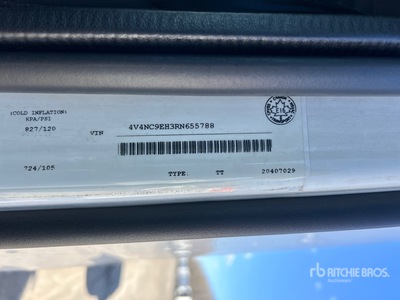 (COLD INFLATION)
KPA/PSI
827/120
VIN 4V4NC9EH3RN655788
724/105
TYPE: TT 20407029
rb RITCHIE BROS.